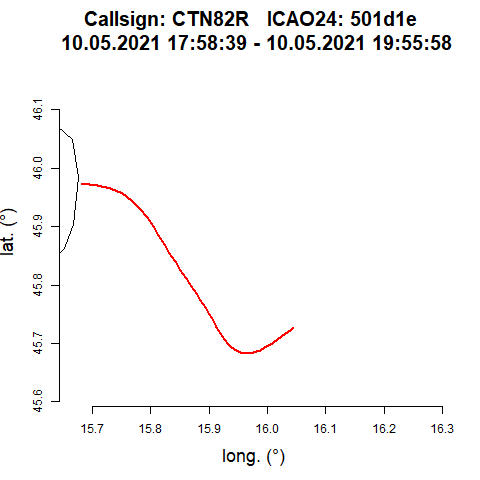 Callsign: CTN82R   ICAO24: 501d1e
10.05.2021 17:58:39 - 10.05.2021 19:55:58
46.1
46.0
45.9
45.8
45.7
45.6
lat. (°)
15.7 15.8 15.9 16.0 16.1 16.2 16.3
long. (°)